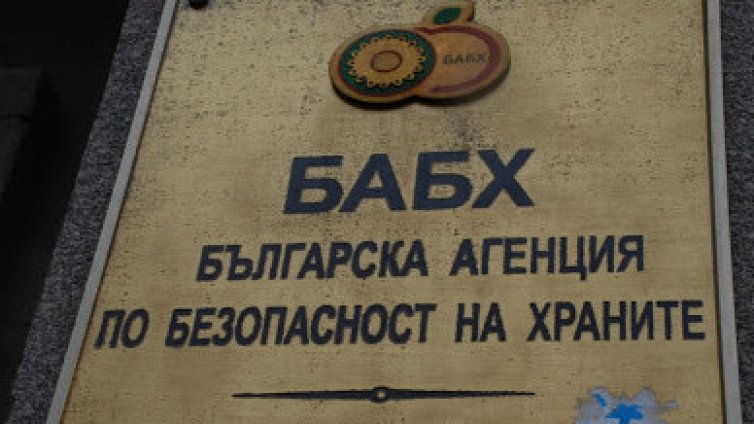 БАБХ
БАБХ
БЪЛГАРСКА АГЕНЦИЯ
ПО БЕЗОПАСНОСТ НА ХРАНИТЕ